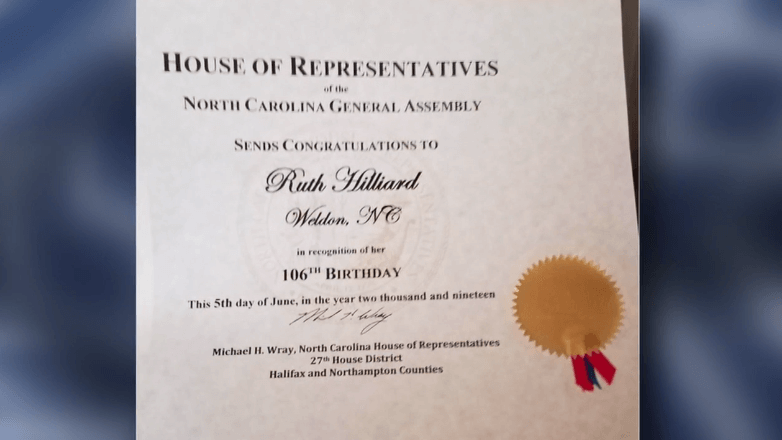 HOUSE OF REPRESENTATIVES
of the
NORTH CAROLINA GENERAL ASSEMBLY
SENDS CONGRATULATIONS TO
Ruth Hilliard
Weldon, NC
in recognition of her
106TH BIRTHDAY
This 5th day of June, in the year two thousand and nineteen
Michael H. Wray, North Carolina House of Representatives
27th House District
Halifax and Northampton Counties